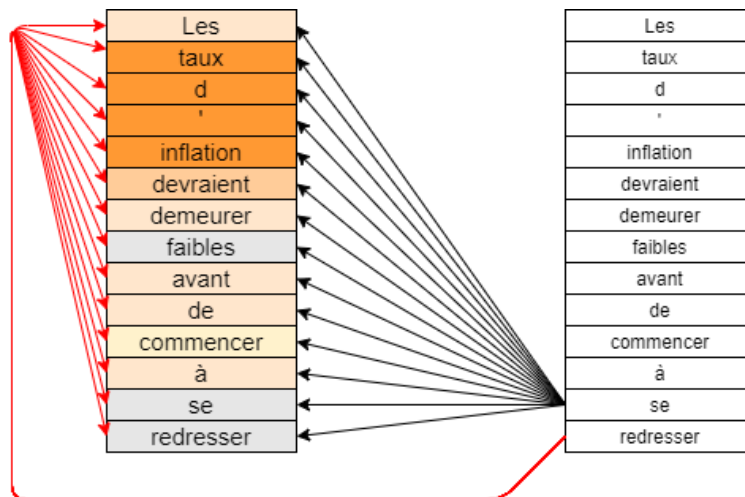 Les
taux
d
'
inflation
devraient
demeurer
faibles
avant
de
commencer
à
se
redresser
Les
taux
d
'
inflation
devraient
demeurer
faibles
avant
de
commencer
à
se
redresser